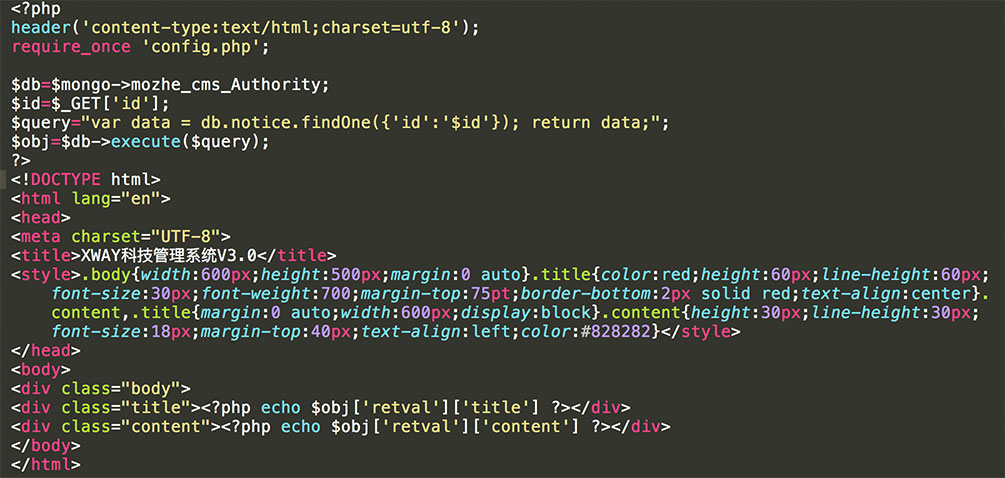 <?php
header('content-type:text/html;charset=utf-8');
require_once 'config.php';
$db=$mongo->mozhe_cms_Authority;
$id=$_GET['id'];
$query="var data = db.notice.findOne({'id':'$id'}); return data;";
$obj=$db->execute($query);
?>
<!DOCTYPE html>
<html lang="en">
<head>
<meta charset="UTF-8">
<title>XWAY科技管理系统V3.0</title>
<style>.body{width:600px;height:500px;margin:0 auto}.title{color:red;height:60px;line-height:60px;
font-size:30px;font-weight:700;margin-top:75pt;border-bottom:2px solid red;text-align:center}.
content,.title{margin:0 auto;width:600px;display:block}.content{height:30px;line-height:30px;
font-size:18px;margin-top:40px;text-align:left;color:#828282}</style>
</head>
<body>
<div class="body">
<div class="title"><?php echo $obj['retval']['title'] ?></div>
<div class="content"><?php echo $obj['retval']['content'] ?></div>
</body>
</html>